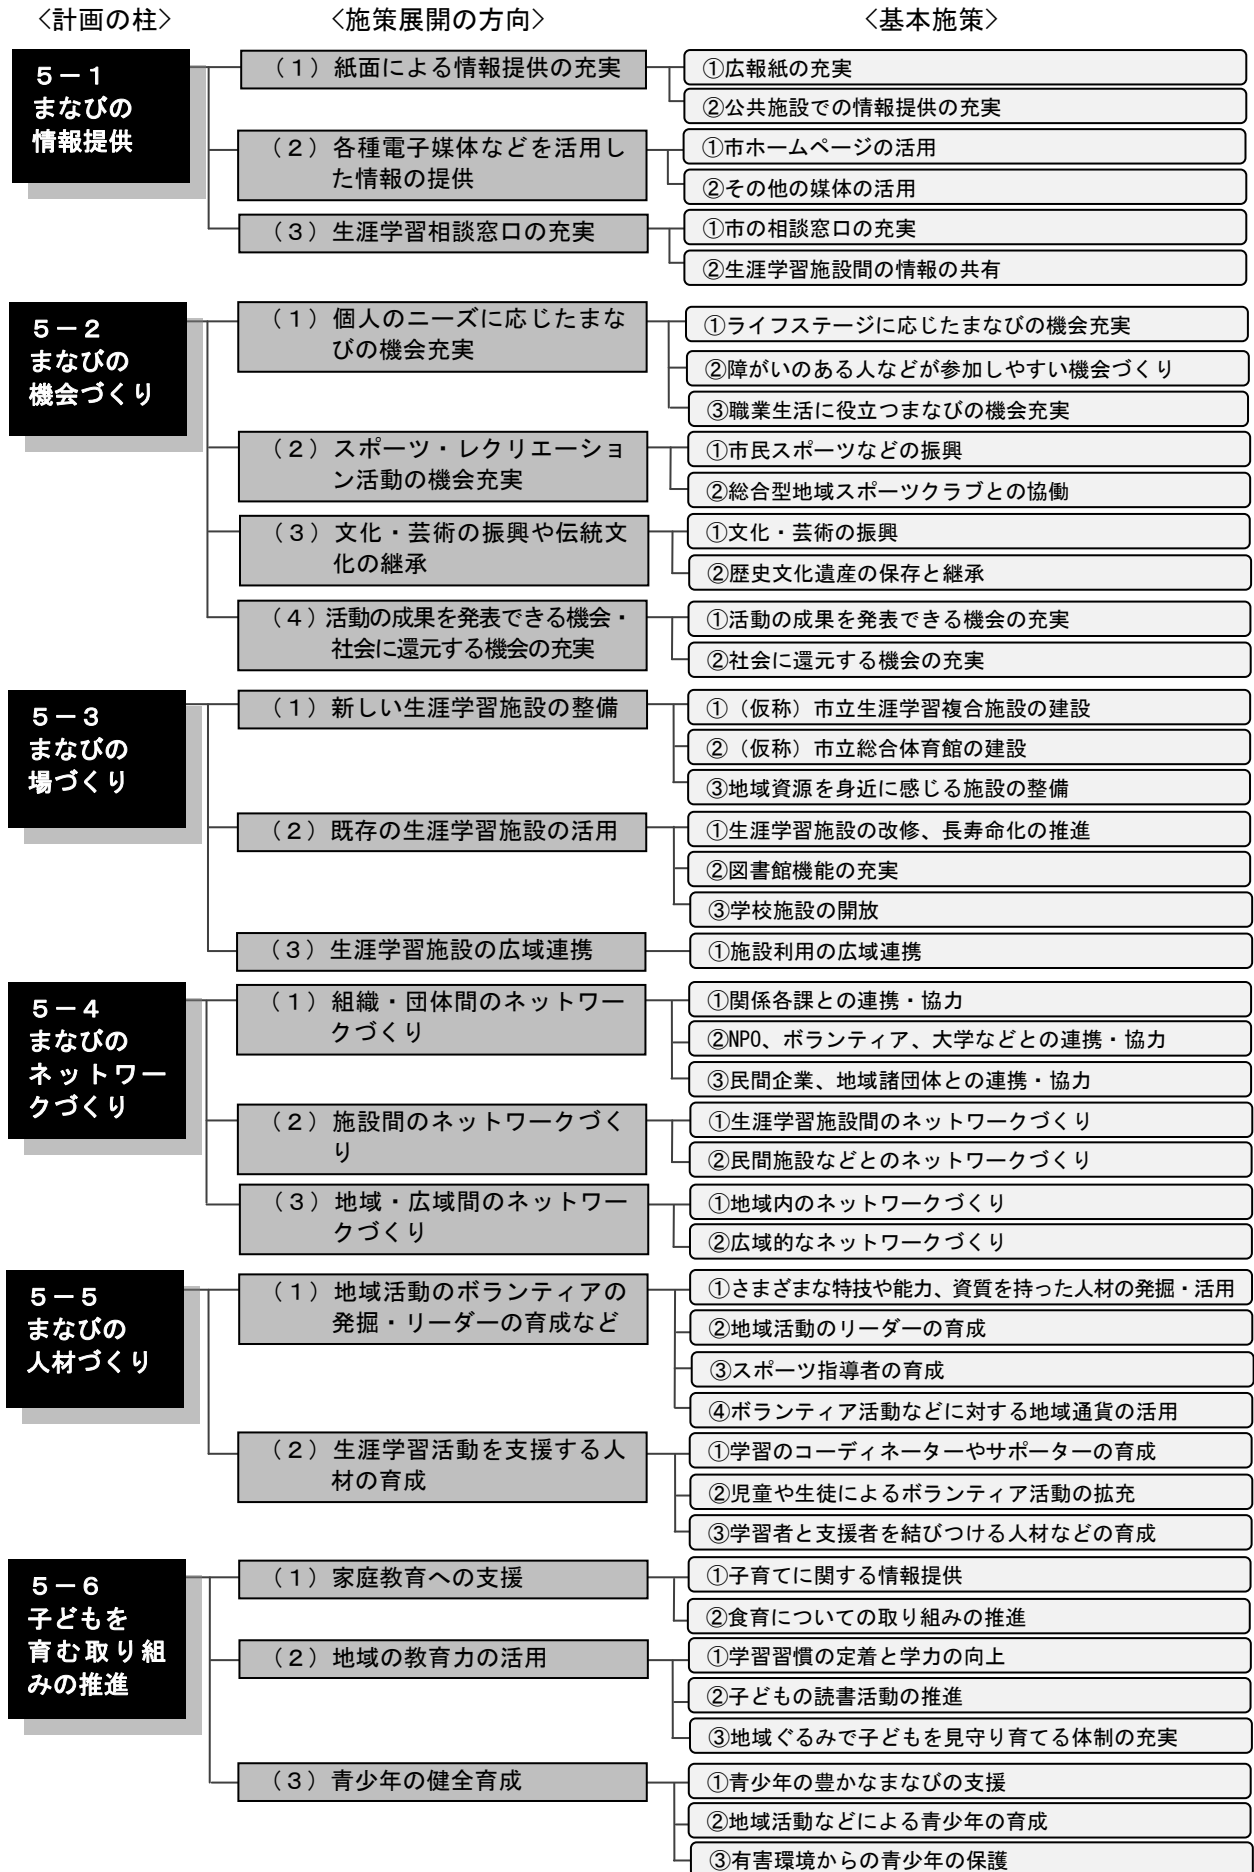 <計画の柱>
<施策展開の方向>
<基本施策>
５－１
まなびの
情報提供
（１）紙面による情報提供の充実
①広報紙の充実
②公共施設での情報提供の充実
（２）各種電子媒体などを活用し
た情報の提供
①市ホームページの活用
②その他の媒体の活用
（３）生涯学習相談窓口の充実
①市の相談窓口の充実
②生涯学習施設間の情報の共有
５－２
まなびの
機会づくり
（１）個人のニーズに応じたまな
びの機会充実
①ライフステージに応じたまなびの機会充実
②障がいのある人などが参加しやすい機会づくり
③職業生活に役立つまなびの機会充実
（２）スポーツ・レクリエーショ
ン活動の機会充実
①市民スポーツなどの振興
②総合型地域スポーツクラブとの協働
（３）文化・芸術の振興や伝統文
化の継承
①文化・芸術の振興
②歴史文化遺産の保存と継承
（４）活動の成果を発表できる機会・
社会に還元する機会の充実
①活動の成果を発表できる機会の充実
②社会に還元する機会の充実
５－３
まなびの
場づくり
（１）新しい生涯学習施設の整備
①（仮称）市立生涯学習複合施設の建設
②（仮称）市立総合体育館の建設
③地域資源を身近に感じる施設の整備
（２）既存の生涯学習施設の活用
①生涯学習施設の改修、長寿命化の推進
②図書館機能の充実
③学校施設の開放
（３）生涯学習施設の広域連携
①施設利用の広域連携
５－４
まなびの
ネットワー
クづくり
（１）組織・団体間のネットワー
クづくり
①関係各課との連携・協力
②NPO、ボランティア、大学などとの連携・協力
③民間企業、地域諸団体との連携・協力
（２）施設間のネットワークづく
り
①生涯学習施設間のネットワークづくり
②民間施設などとのネットワークづくり
（３）地域・広域間のネットワー
クづくり
①地域内のネットワークづくり
②広域的なネットワークづくり
５－５
まなびの
人材づくり
（１）地域活動のボランティアの
発掘・リーダーの育成など
①さまざまな特技や能力、資質を持った人材の発掘・活用
②地域活動のリーダーの育成
③スポーツ指導者の育成
④ボランティア活動などに対する地域通貨の活用
（２）生涯学習活動を支援する人
材の育成
①学習のコーディネーターやサポーターの育成
②児童や生徒によるボランティア活動の拡充
③学習者と支援者を結びつける人材などの育成
５－６
子どもを
育む取り組
みの推進
（１）家庭教育への支援
①子育てに関する情報提供
②食育についての取り組みの推進
（２）地域の教育力の活用
①学習習慣の定着と学力の向上
②子どもの読書活動の推進
③地域ぐるみで子どもを見守り育てる体制の充実
（３）青少年の健全育成
①青少年の豊かなまなびの支援
②地域活動などによる青少年の育成
③有害環境からの青少年の保護